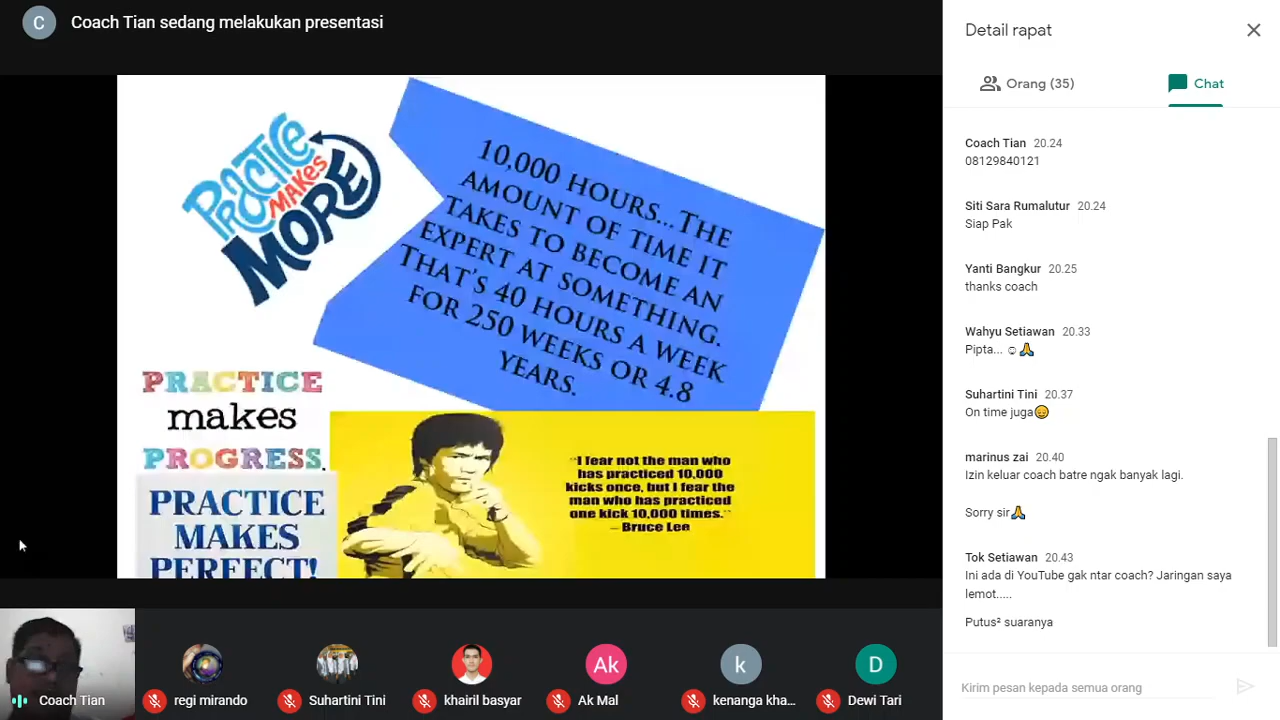 C
Coach Tian sedang melakukan presentasi
PRACTICE
MAKES
MORE
10,000 HOURS...THE
AMOUNT OF TIME IT
TAKES TO BECOME AN
EXPERT AT SOMETHING.
THAT'S 40 HOURS A WEEK
FOR 250 WEEKS OR 4.8
YEARS.
PRACTICE
makes
PROGRESS.
PRACTICE
MAKES
PERFECT!
"I fear not the man who
has practiced 10,000
kicks once, but I fear the
man who has practiced
one kick 10,000 times."
—Bruce Lee
Coach Tian
regi mirando
Suhartini Tini
khairil basyar
Ak
Ak Mal
k
kenanga kha...
D
Dewi Tari
Detail rapat
Orang (35)
Chat
Coach Tian 20.24
08129840121
Siti Sara Rumalutur 20.24
Siap Pak
Yanti Bangkur 20.25
thanks coach
Wahyu Setiawan 20.33
Pipta... ☺🙏
Suhartini Tini 20.37
On time juga😔
marinus zai 20.40
Izin keluar coach batre ngak banyak lagi.
Sorry sir🙏
Tok Setiawan 20.43
Ini ada di YouTube gak ntar coach? Jaringan saya
lemot.....
Putus² suaranya
Kirim pesan kepada semua orang